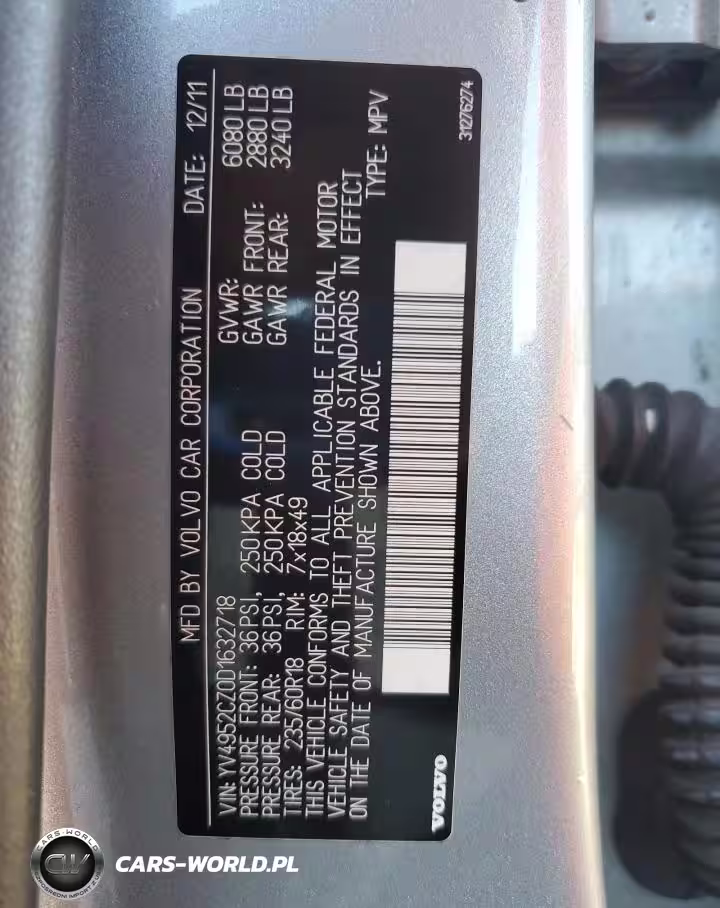 MFD BY VOLVO CAR CORPORATION DATE: 12/11
VIN: YV4952CZ0D1632718 GVWR: 6080 LB
PRESSURE FRONT: 36 PSI, 250 KPA COLD GAWR FRONT: 2880 LB
PRESSURE REAR: 36 PSI, 250 KPA COLD GAWR REAR: 3240 LB
TIRES: 235/60R18 RIM: 7x18x49
THIS VEHICLE CONFORMS TO ALL APPLICABLE FEDERAL MOTOR
VEHICLE SAFETY AND THEFT PREVENTION STANDARDS IN EFFECT
ON THE DATE OF MANUFACTURE SHOWN ABOVE. TYPE: MPV
VOLVO 31276274
CARS-WORLD
CW
CARS-WORLD.PL